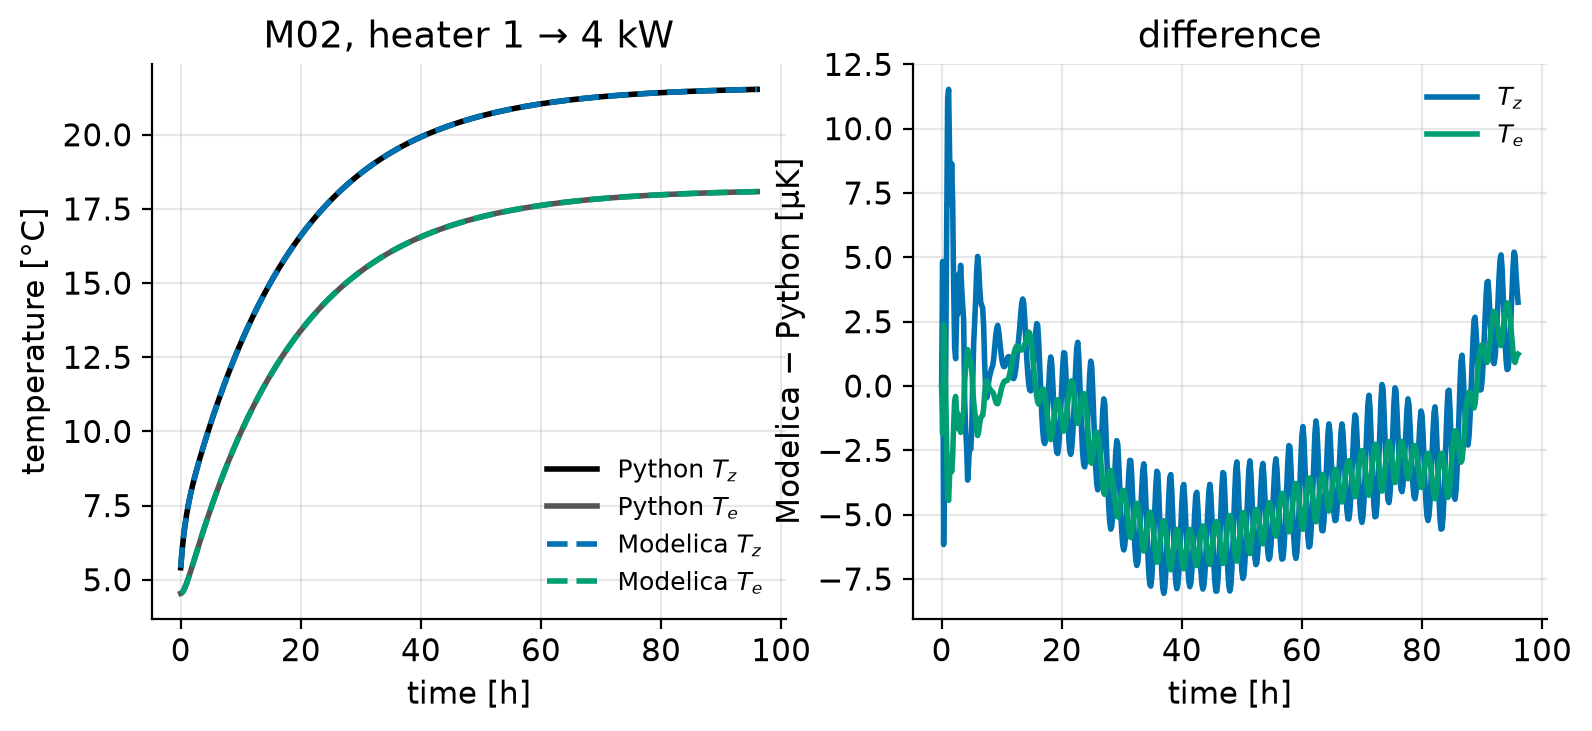 M02, heater 1 → 4 kW
temperature [°C]
20.0
17.5
15.0
12.5
10.0
7.5
5.0
Python T_z
Python T_e
Modelica T_z
Modelica T_e
0 20 40 60 80 100
time [h]
difference
Modelica − Python [µK]
12.5
10.0
7.5
5.0
2.5
0.0
−2.5
−5.0
−7.5
T_z
T_e
0 20 40 60 80 100
time [h]